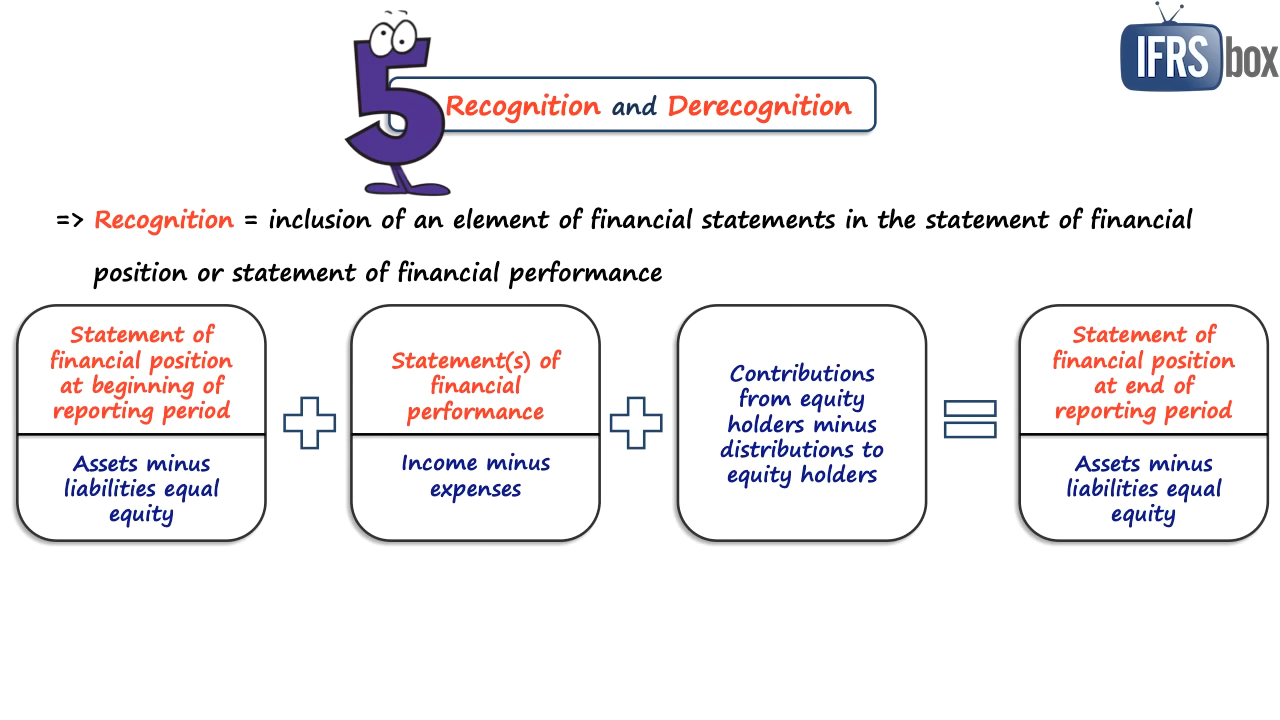 IFRS box
5
Recognition and Derecognition
=> Recognition = inclusion of an element of financial statements in the statement of financial
position or statement of financial performance
Statement of
financial position
at beginning of
reporting period
Assets minus
liabilities equal
equity
Statement(s) of
financial
performance
Income minus
expenses
Contributions
from equity
holders minus
distributions to
equity holders
Statement of
financial position
at end of
reporting period
Assets minus
liabilities equal
equity